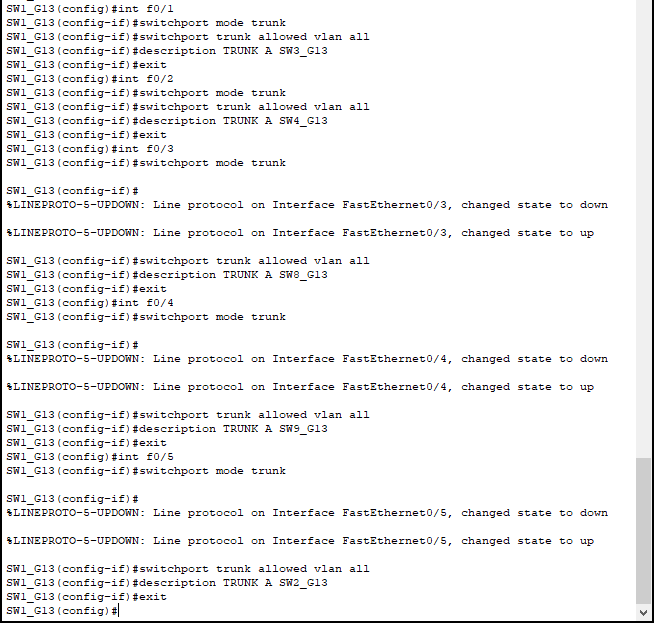 SW1_G13(config)#int f0/1
SW1_G13(config-if)#switchport mode trunk
SW1_G13(config-if)#switchport trunk allowed vlan all
SW1_G13(config-if)#description TRUNK A SW3_G13
SW1_G13(config-if)#exit
SW1_G13(config)#int f0/2
SW1_G13(config-if)#switchport mode trunk
SW1_G13(config-if)#switchport trunk allowed vlan all
SW1_G13(config-if)#description TRUNK A SW4_G13
SW1_G13(config-if)#exit
SW1_G13(config)#int f0/3
SW1_G13(config-if)#switchport mode trunk
SW1_G13(config-if)#
%LINEPROTO-5-UPDOWN: Line protocol on Interface FastEthernet0/3, changed state to down
%LINEPROTO-5-UPDOWN: Line protocol on Interface FastEthernet0/3, changed state to up
SW1_G13(config-if)#switchport trunk allowed vlan all
SW1_G13(config-if)#description TRUNK A SW8_G13
SW1_G13(config-if)#exit
SW1_G13(config)#int f0/4
SW1_G13(config-if)#switchport mode trunk
SW1_G13(config-if)#
%LINEPROTO-5-UPDOWN: Line protocol on Interface FastEthernet0/4, changed state to down
%LINEPROTO-5-UPDOWN: Line protocol on Interface FastEthernet0/4, changed state to up
SW1_G13(config-if)#switchport trunk allowed vlan all
SW1_G13(config-if)#description TRUNK A SW9_G13
SW1_G13(config-if)#exit
SW1_G13(config)#int f0/5
SW1_G13(config-if)#switchport mode trunk
SW1_G13(config-if)#
%LINEPROTO-5-UPDOWN: Line protocol on Interface FastEthernet0/5, changed state to down
%LINEPROTO-5-UPDOWN: Line protocol on Interface FastEthernet0/5, changed state to up
SW1_G13(config-if)#switchport trunk allowed vlan all
SW1_G13(config-if)#description TRUNK A SW2_G13
SW1_G13(config-if)#exit
SW1_G13(config)#